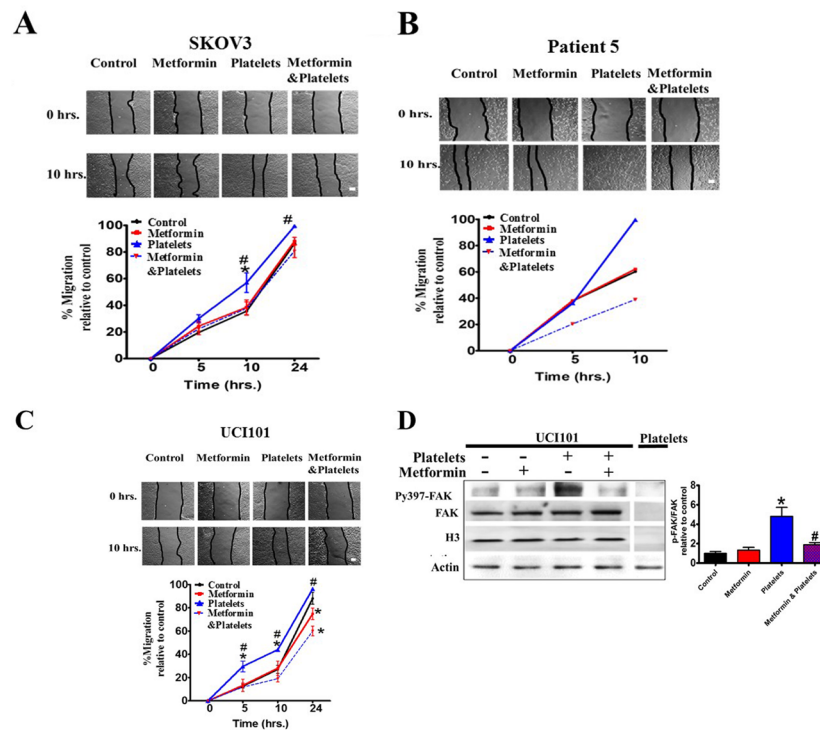 A
SKOV3
Control Metformin Platelets Metformin
&Platelets
0 hrs.
10 hrs.
100
80
60
40
20
0
% Migration
relative to control
Control
Metformin
Platelets
Metformin
&Platelets
#
*
#
0 5 10 24
Time (hrs.)
B
Patient 5
Control Metformin Platelets Metformin
&Platelets
0 hrs.
10 hrs.
100
80
60
40
20
0
% Migration
relative to control
Control
Metformin
Platelets
Metformin
&Platelets
0 5 10
Time (hrs.)
C
UCI101
Control Metformin Platelets Metformin
&Platelets
0 hrs.
10 hrs.
100
80
60
40
20
0
%Migration
relative to control
Control
Metformin
Platelets
Metformin
&Platelets
#
*
#
*
#
*
*
0 5 10 24
Time (hrs.)
D
UCI101 Platelets
Platelets - - + +
Metformin - + - +
Py397-FAK
FAK
H3
Actin
8
6
4
2
0
p-FAK/FAK
relative to control
*
#
Control
Metformin
Platelets
Metformin & Platelets